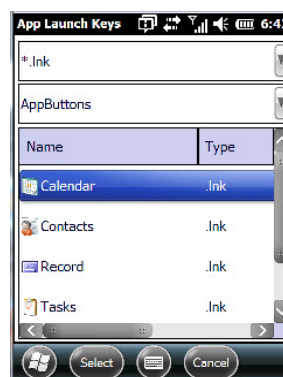 App Launch Keys 6:4
*.lnk
AppButtons
Name Type
Calendar .lnk
Contacts .lnk
Record .lnk
Tasks .lnk
Select Cancel